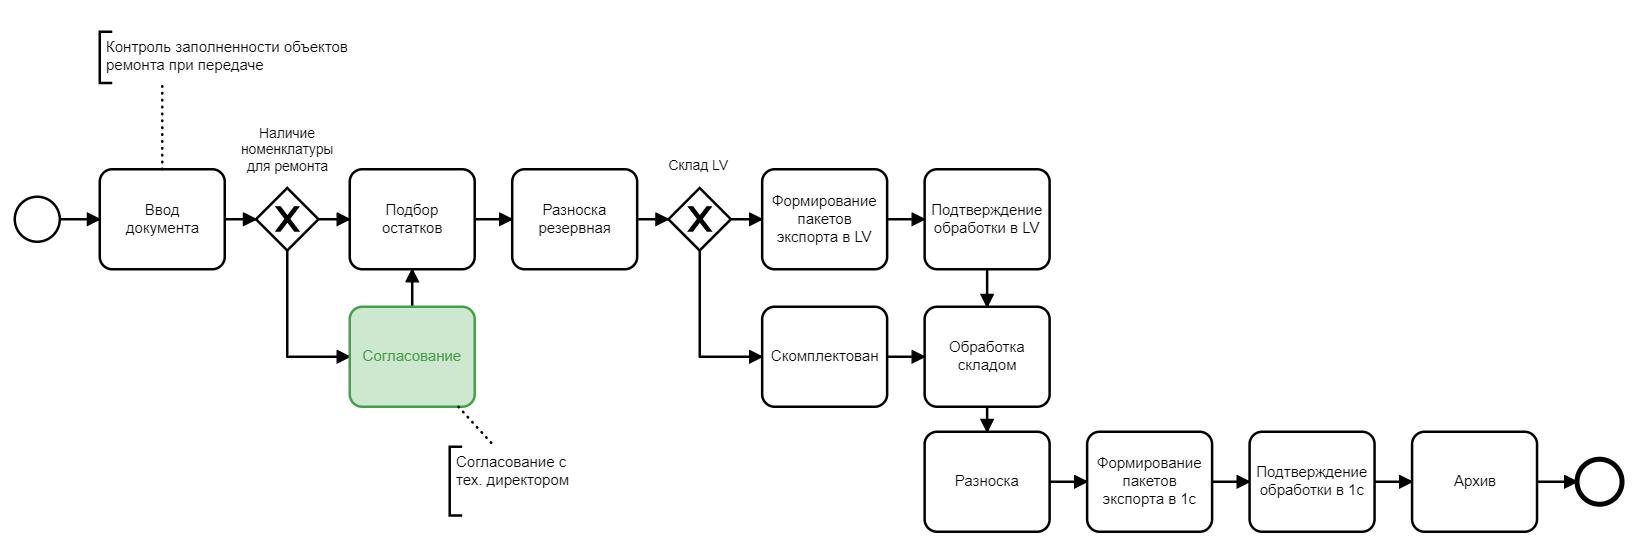 Контроль заполненности объектов
ремонта при передаче
Наличие
номенклатуры
для ремонта
Склад LV
Ввод
документа
X
Подбор
остатков
Разноска
резервная
X
Формирование
пакетов
экспорта в LV
Подтверждение
обработки в LV
Согласование
Скомплектован
Обработка
складом
Согласование с
тех. директором
Разноска
Формирование
пакетов
экспорта в 1с
Подтверждение
обработки в 1с
Архив